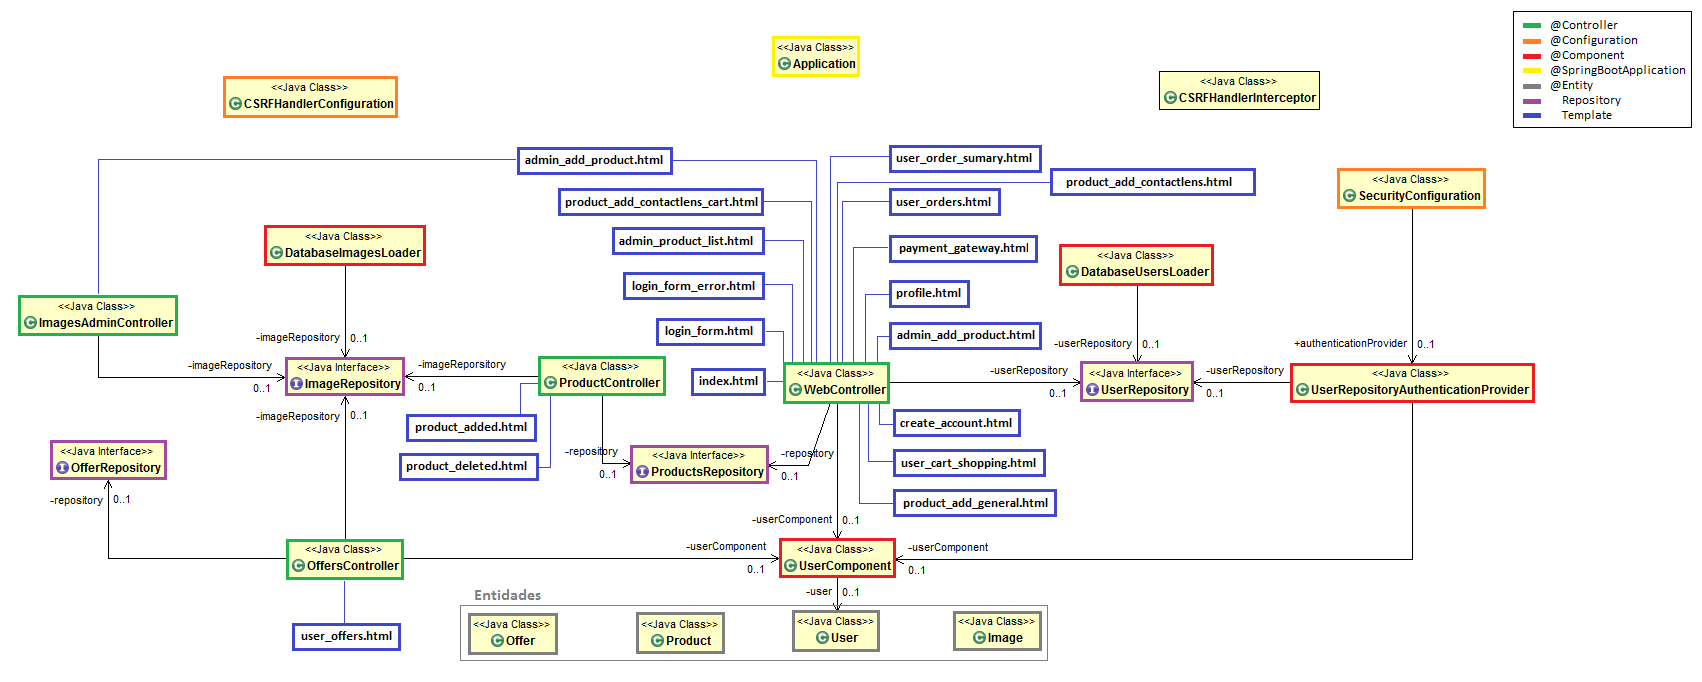 @Controller
@Configuration
@Component
@SpringBootApplication
@Entity
Repository
Template
<<Java Class>>
Application
<<Java Class>>
CSRFHandlerConfiguration
<<Java Class>>
CSRFHandlerInterceptor
admin_add_product.html
user_order_sumary.html
product_add_contactlens.html
product_add_contactlens_cart.html
user_orders.html
<<Java Class>>
SecurityConfiguration
<<Java Class>>
DatabaseImagesLoader
admin_product_list.html
payment_gateway.html
<<Java Class>>
DatabaseUsersLoader
login_form_error.html
profile.html
<<Java Class>>
ImagesAdminController
login_form.html
admin_add_product.html
-imageRepository
0..1
-userRepository
0..1
+authenticationProvider
0..1
-imageRepository
0..1
<<Java Interface>>
ImageRepository
-imageReporsitory
0..1
<<Java Class>>
ProductController
index.html
<<Java Class>>
WebController
-userRepository
0..1
<<Java Interface>>
UserRepository
-userRepository
0..1
<<Java Class>>
UserRepositoryAuthenticationProvider
-imageRepository
0..1
product_added.html
create_account.html
<<Java Interface>>
OfferRepository
product_deleted.html
-repository
0..1
<<Java Interface>>
ProductsRepository
-repository
0..1
user_cart_shopping.html
-repository
0..1
product_add_general.html
-userComponent
0..1
<<Java Class>>
OffersController
-userComponent
0..1
<<Java Class>>
UserComponent
-userComponent
0..1
-user
0..1
Entidades
user_offers.html
<<Java Class>>
Offer
<<Java Class>>
Product
<<Java Class>>
User
<<Java Class>>
Image